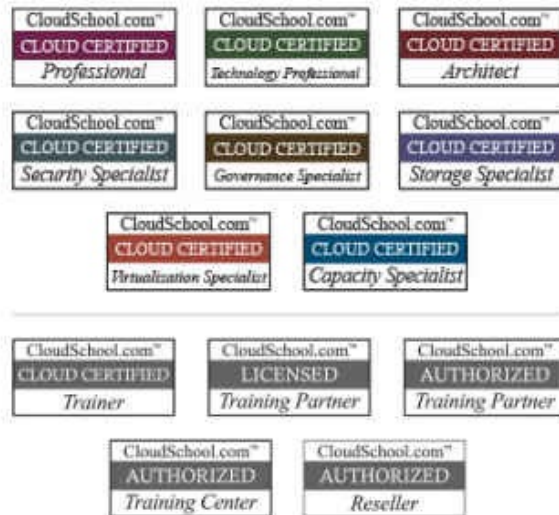 CloudSchool.com™
CLOUD CERTIFIED
Professional
CloudSchool.com™
CLOUD CERTIFIED
Technology Professional
CloudSchool.com™
CLOUD CERTIFIED
Architect
CloudSchool.com™
CLOUD CERTIFIED
Security Specialist
CloudSchool.com™
CLOUD CERTIFIED
Governance Specialist
CloudSchool.com™
CLOUD CERTIFIED
Storage Specialist
CloudSchool.com™
CLOUD CERTIFIED
Virtualization Specialist
CloudSchool.com™
CLOUD CERTIFIED
Capacity Specialist
CloudSchool.com™
CLOUD CERTIFIED
Trainer
CloudSchool.com™
LICENSED
Training Partner
CloudSchool.com™
AUTHORIZED
Training Partner
CloudSchool.com™
AUTHORIZED
Training Center
CloudSchool.com™
AUTHORIZED
Reseller